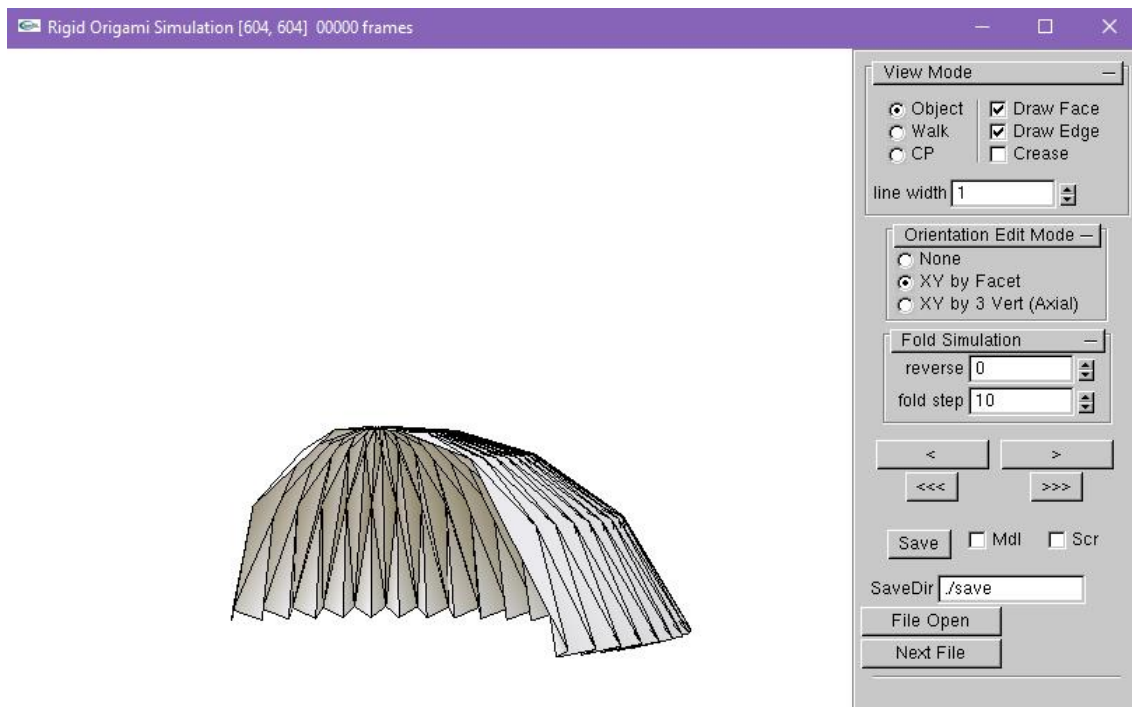 Rigid Origami Simulation [604, 604]  00000 frames
View Mode
Object
Draw Face
Walk
Draw Edge
CP
Crease
line width 1
Orientation Edit Mode
None
XY by Facet
XY by 3 Vert (Axial)
Fold Simulation
reverse 0
fold step 10
< >
<<< >>>
Save Mdl Scr
SaveDir ./save
File Open
Next File